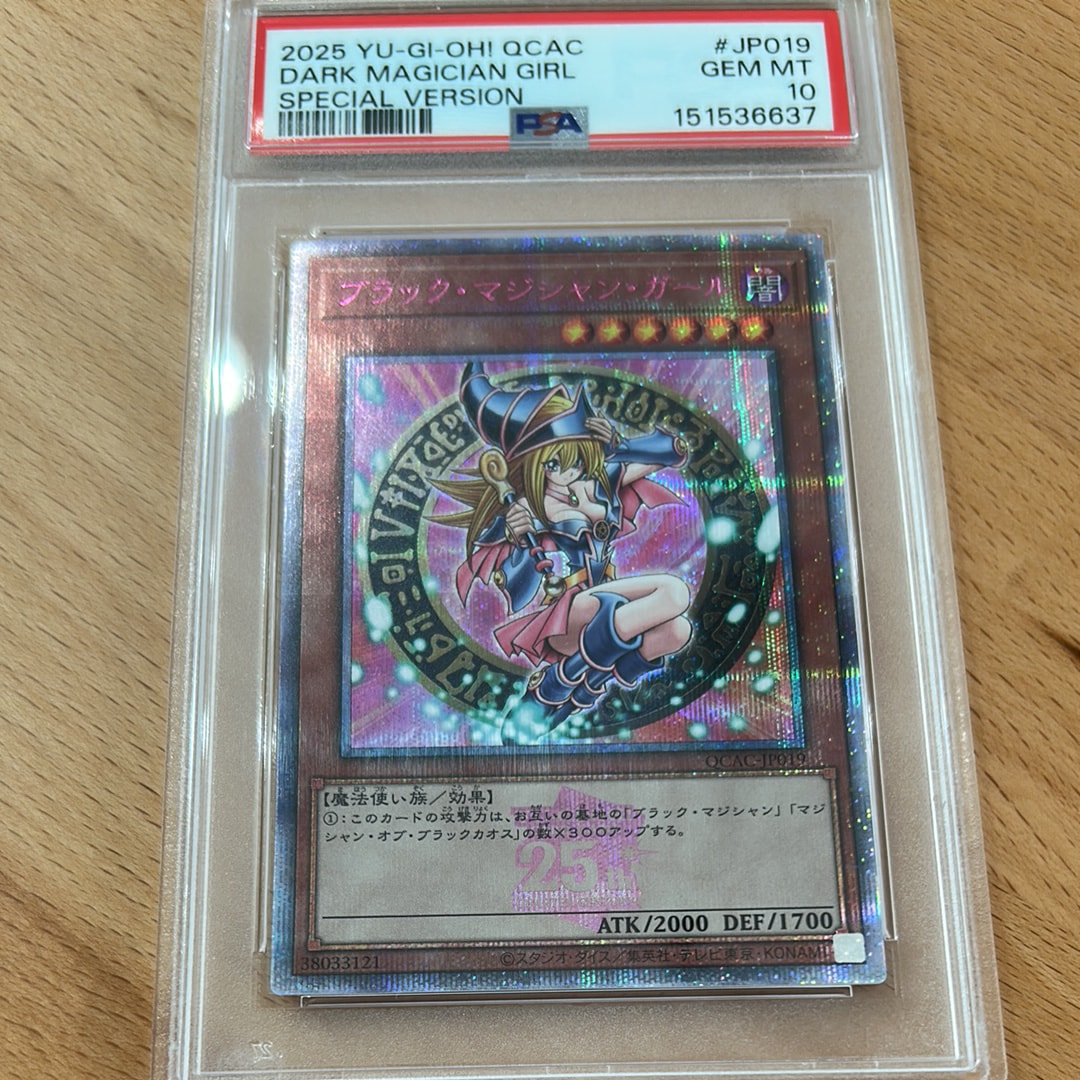 2025 YU-GI-OH! QCAC #JP019
DARK MAGICIAN GIRL GEM MT
SPECIAL VERSION 10
PSA 151536637
ブラック・マジシャン・ガール 闇
QCAC-JP019
【魔法使い族／効果】
①：このカードの攻撃力は、お互いの墓地の「ブラック・マジシャン」「マジ
シャン・オブ・ブラックカオス」の数×３００アップする。
25th
ATK/2000 DEF/1700
38033121 ©スタジオ・ダイス／集英社・テレビ東京・KONAMI